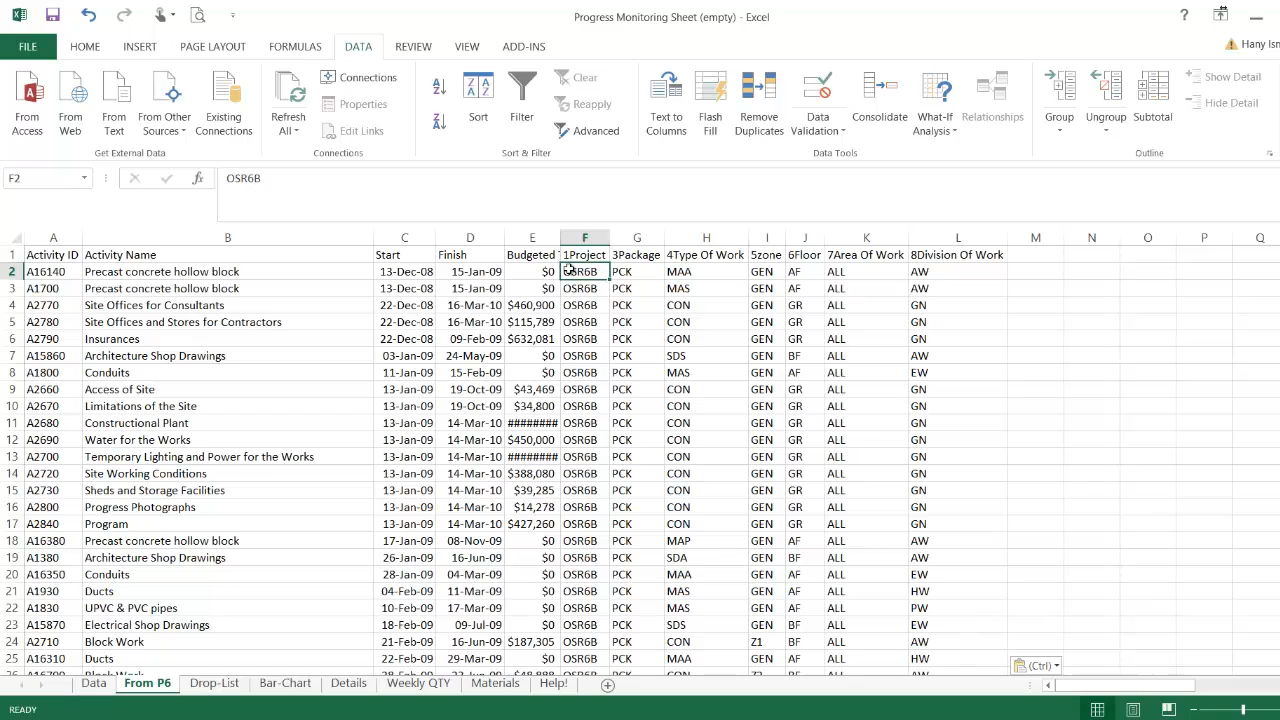 Progress Monitoring Sheet (empty) - Excel
?
FILE HOME INSERT PAGE LAYOUT FORMULAS DATA REVIEW VIEW ADD-INS
Hany Isn
From Access
From Web
From Text
From Other Sources
Existing Connections
Get External Data
Refresh All
Connections
Properties
Edit Links
Connections
Sort
Filter
Clear
Reapply
Advanced
Sort & Filter
Text to Columns
Flash Fill
Remove Duplicates
Data Validation
Consolidate
What-If Analysis
Relationships
Data Tools
Group
Ungroup
Subtotal
Show Detail
Hide Detail
Outline
F2 fx OSR6B
A B C D E F G H I J K L M N O P Q
1 Activity ID Activity Name Start Finish Budgeted T 1Project 3Package 4Type Of Work 5zone 6Floor 7Area Of Work 8Division Of Work
2 A16140 Precast concrete hollow block 13-Dec-08 15-Jan-09 $0 OSR6B PCK MAA GEN AF ALL AW
3 A1700 Precast concrete hollow block 13-Dec-08 15-Jan-09 $0 OSR6B PCK MAS GEN AF ALL AW
4 A2770 Site Offices for Consultants 22-Dec-08 16-Mar-10 $460,900 OSR6B PCK CON GEN GR ALL GN
5 A2780 Site Offices and Stores for Contractors 22-Dec-08 16-Mar-10 $115,789 OSR6B PCK CON GEN GR ALL GN
6 A2790 Insurances 22-Dec-08 09-Feb-09 $632,081 OSR6B PCK CON GEN GR ALL GN
7 A15860 Architecture Shop Drawings 03-Jan-09 24-May-09 $0 OSR6B PCK SDS GEN BF ALL AW
8 A1800 Conduits 11-Jan-09 15-Feb-09 $0 OSR6B PCK MAS GEN AF ALL EW
9 A2660 Access of Site 13-Jan-09 19-Oct-09 $43,469 OSR6B PCK CON GEN GR ALL GN
10 A2670 Limitations of the Site 13-Jan-09 19-Oct-09 $34,800 OSR6B PCK CON GEN GR ALL GN
11 A2680 Constructional Plant 13-Jan-09 14-Mar-10 ######## OSR6B PCK CON GEN GR ALL GN
12 A2690 Water for the Works 13-Jan-09 14-Mar-10 $450,000 OSR6B PCK CON GEN GR ALL GN
13 A2700 Temporary Lighting and Power for the Works 13-Jan-09 14-Mar-10 ######## OSR6B PCK CON GEN GR ALL GN
14 A2720 Site Working Conditions 13-Jan-09 14-Mar-10 $388,080 OSR6B PCK CON GEN GR ALL GN
15 A2730 Sheds and Storage Facilities 13-Jan-09 14-Mar-10 $39,285 OSR6B PCK CON GEN GR ALL GN
16 A2800 Progress Photographs 13-Jan-09 14-Mar-10 $14,278 OSR6B PCK CON GEN GR ALL GN
17 A2840 Program 13-Jan-09 14-Mar-10 $427,260 OSR6B PCK CON GEN GR ALL GN
18 A16380 Precast concrete hollow block 17-Jan-09 08-Nov-09 $0 OSR6B PCK MAP GEN AF ALL AW
19 A1380 Architecture Shop Drawings 26-Jan-09 16-Jun-09 $0 OSR6B PCK SDA GEN BF ALL AW
20 A16350 Conduits 28-Jan-09 04-Mar-09 $0 OSR6B PCK MAA GEN AF ALL EW
21 A1930 Ducts 04-Feb-09 11-Mar-09 $0 OSR6B PCK MAS GEN AF ALL HW
22 A1830 UPVC & PVC pipes 10-Feb-09 17-Mar-09 $0 OSR6B PCK MAS GEN AF ALL PW
23 A15870 Electrical Shop Drawings 18-Feb-09 09-Jul-09 $0 OSR6B PCK SDS GEN BF ALL EW
24 A2710 Block Work 21-Feb-09 16-Jun-09 $187,305 OSR6B PCK CON Z1 BF ALL AW
25 A16310 Ducts 22-Feb-09 29-Mar-09 $0 OSR6B PCK MAA GEN AF ALL HW
(Ctrl)
Data From P6 Drop-List Bar-Chart Details Weekly QTY Materials Help!
READY